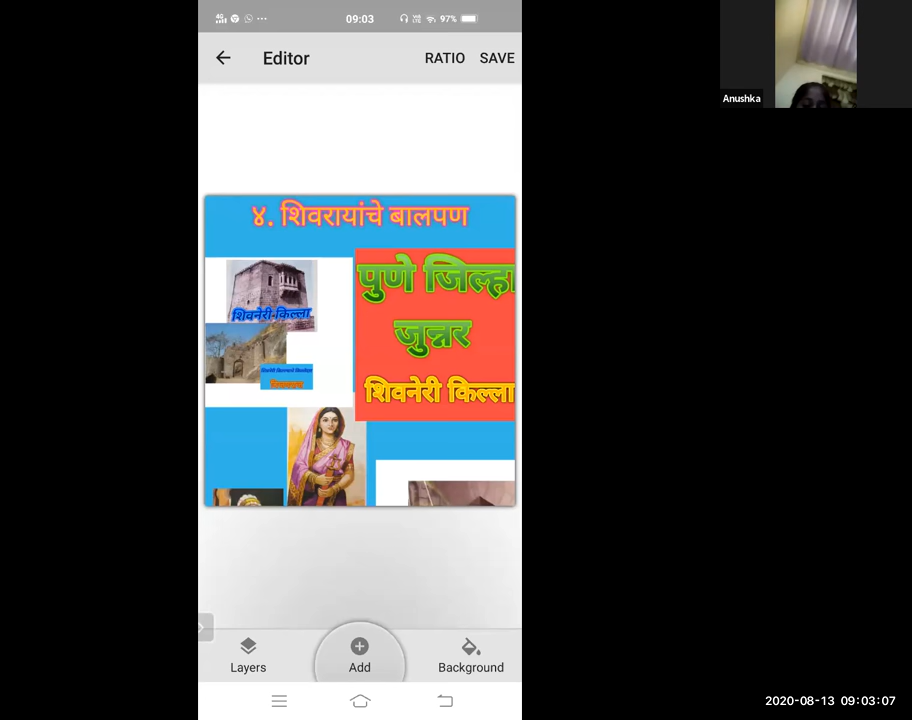 4G 09:03 97%
Editor RATIO SAVE
Anushka
४. शिवरायांचे बालपण
पुणे जिल्हा
जुन्नर
शिवनेरी किल्ला
शिवनेरी किल्ला
Layers
Add
Background
2020-08-13 09:03:07